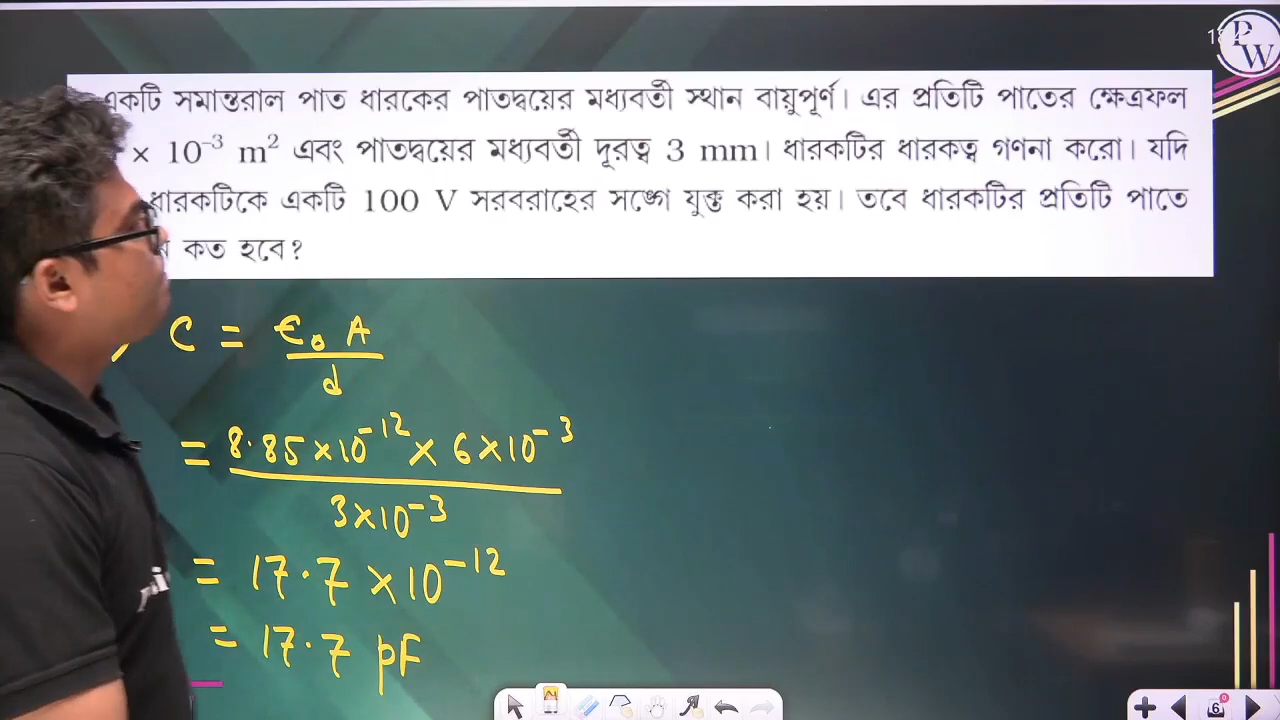 একটি সমান্তরাল পাত ধারকের পাতদ্বয়ের মধ্যবর্তী স্থান বায়ুপূর্ণ। এর প্রতিটি পাতের ক্ষেত্রফল
× 10⁻³ m² এবং পাতদ্বয়ের মধ্যবর্তী দূরত্ব 3 mm। ধারকটির ধারকত্ব গণনা করো। যদি
ধারকটিকে একটি 100 V সরবরাহের সঙ্গে যুক্ত করা হয়। তবে ধারকটির প্রতিটি পাতে
কত হবে?
C = ϵ₀ A
d
= 8.85×10⁻¹² × 6×10⁻³
3×10⁻³
= 17.7 ×10⁻¹²
= 17.7 pF
PW
6